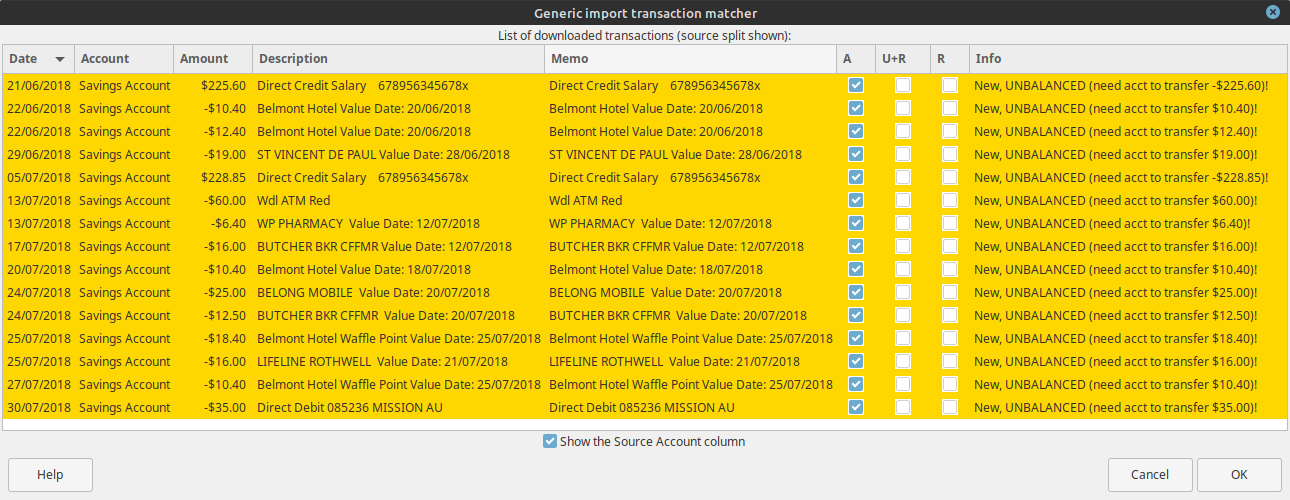 Generic import transaction matcher
List of downloaded transactions (source split shown):
Date Account Amount Description Memo A U+R R Info
21/06/2018 Savings Account $225.60 Direct Credit Salary 678956345678x Direct Credit Salary 678956345678x New, UNBALANCED (need acct to transfer -$225.60)!
22/06/2018 Savings Account -$10.40 Belmont Hotel Value Date: 20/06/2018 Belmont Hotel Value Date: 20/06/2018 New, UNBALANCED (need acct to transfer $10.40)!
22/06/2018 Savings Account -$12.40 Belmont Hotel Value Date: 20/06/2018 Belmont Hotel Value Date: 20/06/2018 New, UNBALANCED (need acct to transfer $12.40)!
29/06/2018 Savings Account -$19.00 ST VINCENT DE PAUL Value Date: 28/06/2018 ST VINCENT DE PAUL Value Date: 28/06/2018 New, UNBALANCED (need acct to transfer $19.00)!
05/07/2018 Savings Account $228.85 Direct Credit Salary 678956345678x Direct Credit Salary 678956345678x New, UNBALANCED (need acct to transfer -$228.85)!
13/07/2018 Savings Account -$60.00 Wdl ATM Red Wdl ATM Red New, UNBALANCED (need acct to transfer $60.00)!
13/07/2018 Savings Account -$6.40 WP PHARMACY Value Date: 12/07/2018 WP PHARMACY Value Date: 12/07/2018 New, UNBALANCED (need acct to transfer $6.40)!
17/07/2018 Savings Account -$16.00 BUTCHER BKR CFFMR Value Date: 12/07/2018 BUTCHER BKR CFFMR Value Date: 12/07/2018 New, UNBALANCED (need acct to transfer $16.00)!
20/07/2018 Savings Account -$10.40 Belmont Hotel Value Date: 18/07/2018 Belmont Hotel Value Date: 18/07/2018 New, UNBALANCED (need acct to transfer $10.40)!
24/07/2018 Savings Account -$25.00 BELONG MOBILE Value Date: 20/07/2018 BELONG MOBILE Value Date: 20/07/2018 New, UNBALANCED (need acct to transfer $25.00)!
24/07/2018 Savings Account -$12.50 BUTCHER BKR CFFMR Value Date: 20/07/2018 BUTCHER BKR CFFMR Value Date: 20/07/2018 New, UNBALANCED (need acct to transfer $12.50)!
25/07/2018 Savings Account -$18.40 Belmont Hotel Waffle Point Value Date: 25/07/2018 Belmont Hotel Waffle Point Value Date: 25/07/2018 New, UNBALANCED (need acct to transfer $18.40)!
25/07/2018 Savings Account -$16.00 LIFELINE ROTHWELL Value Date: 21/07/2018 LIFELINE ROTHWELL Value Date: 21/07/2018 New, UNBALANCED (need acct to transfer $16.00)!
27/07/2018 Savings Account -$10.40 Belmont Hotel Waffle Point Value Date: 25/07/2018 Belmont Hotel Waffle Point Value Date: 25/07/2018 New, UNBALANCED (need acct to transfer $10.40)!
30/07/2018 Savings Account -$35.00 Direct Debit 085236 MISSION AU Direct Debit 085236 MISSION AU New, UNBALANCED (need acct to transfer $35.00)!
Show the Source Account column
Help Cancel OK